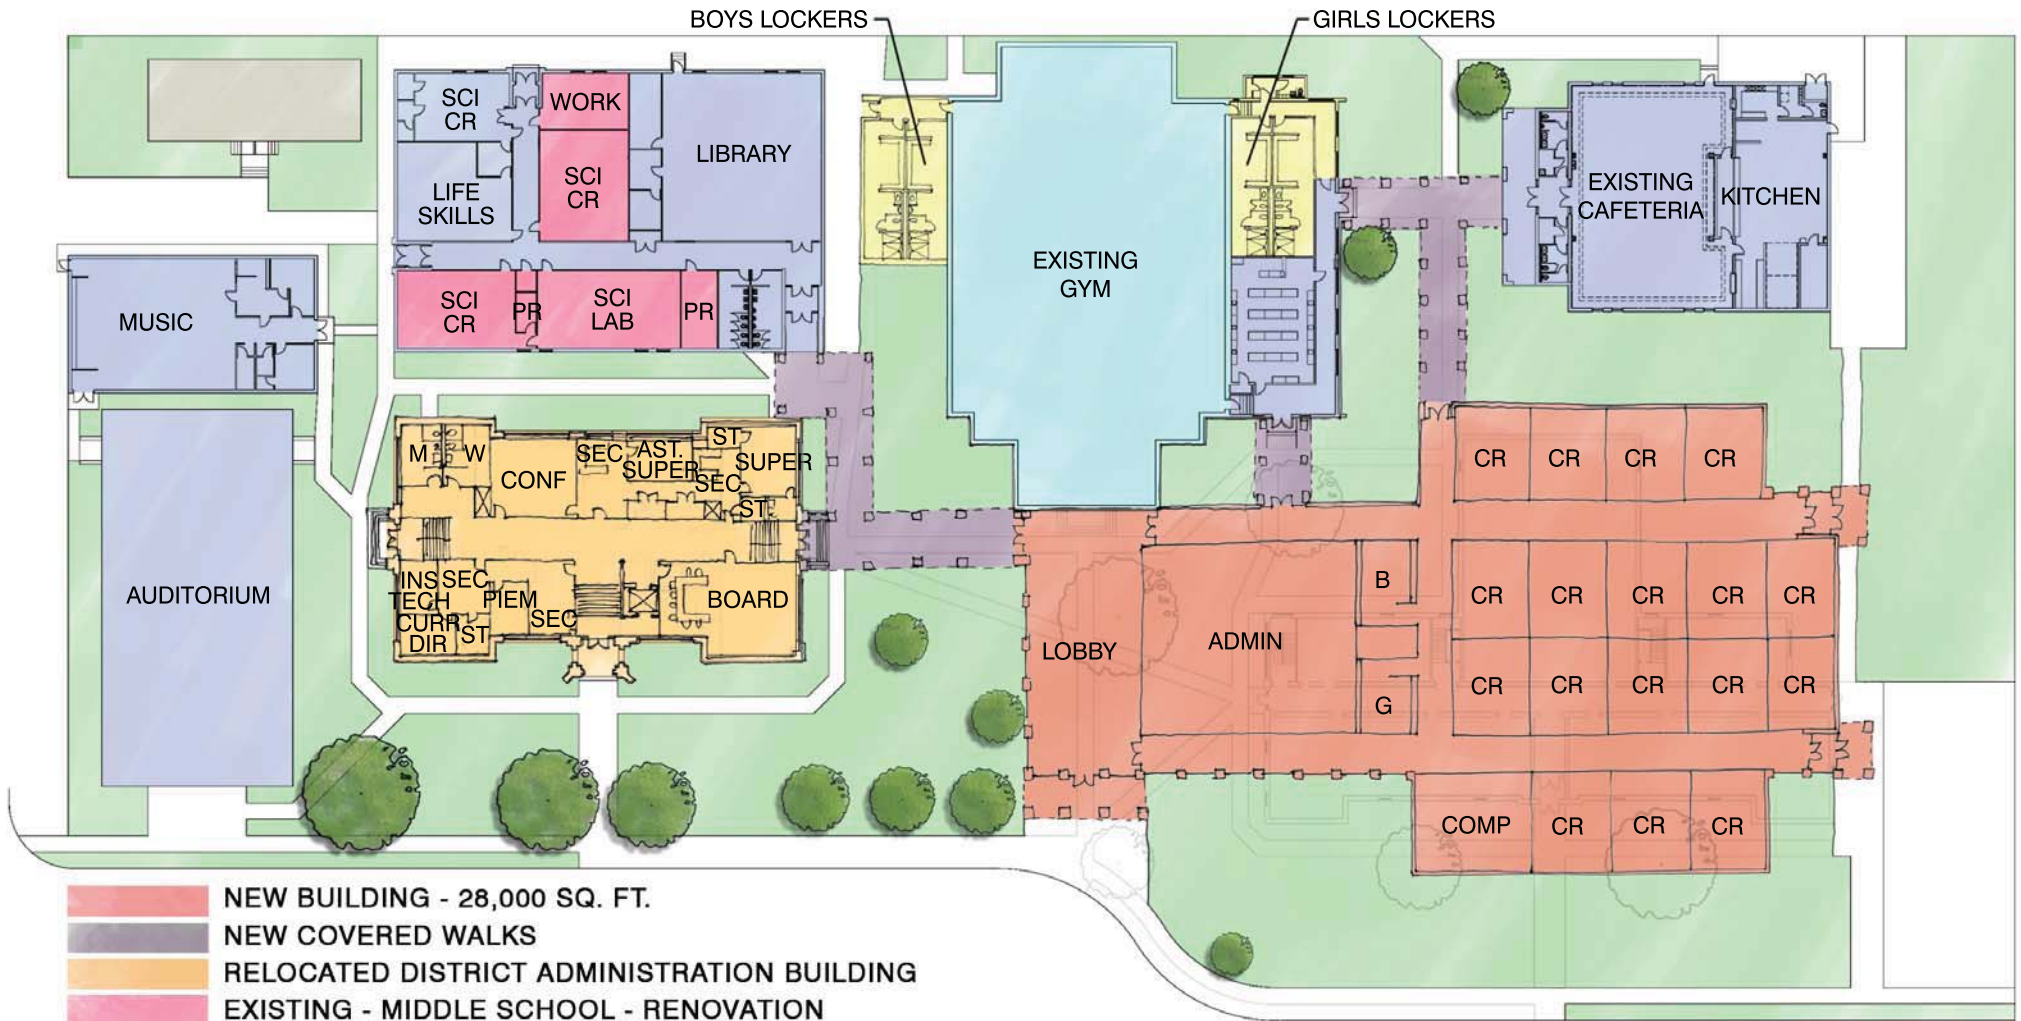 BOYS LOCKERS
GIRLS LOCKERS
SCI
CR
WORK
LIBRARY
SCI
CR
LIFE
SKILLS
EXISTING
CAFETERIA
KITCHEN
EXISTING
GYM
MUSIC
SCI
CR
PR
SCI
LAB
PR
M
W
CONF
SEC
AST.
SUPER
ST
SEC
SUPER
ST
INS
TECH
SEC
PIEM
SEC
CURR
DIR
ST
BOARD
AUDITORIUM
LOBBY
ADMIN
B
G
CR
CR
CR
CR
CR
CR
CR
CR
CR
CR
CR
CR
CR
CR
COMP
CR
CR
CR
NEW BUILDING - 28,000 SQ. FT.
NEW COVERED WALKS
RELOCATED DISTRICT ADMINISTRATION BUILDING
EXISTING - MIDDLE SCHOOL - RENOVATION